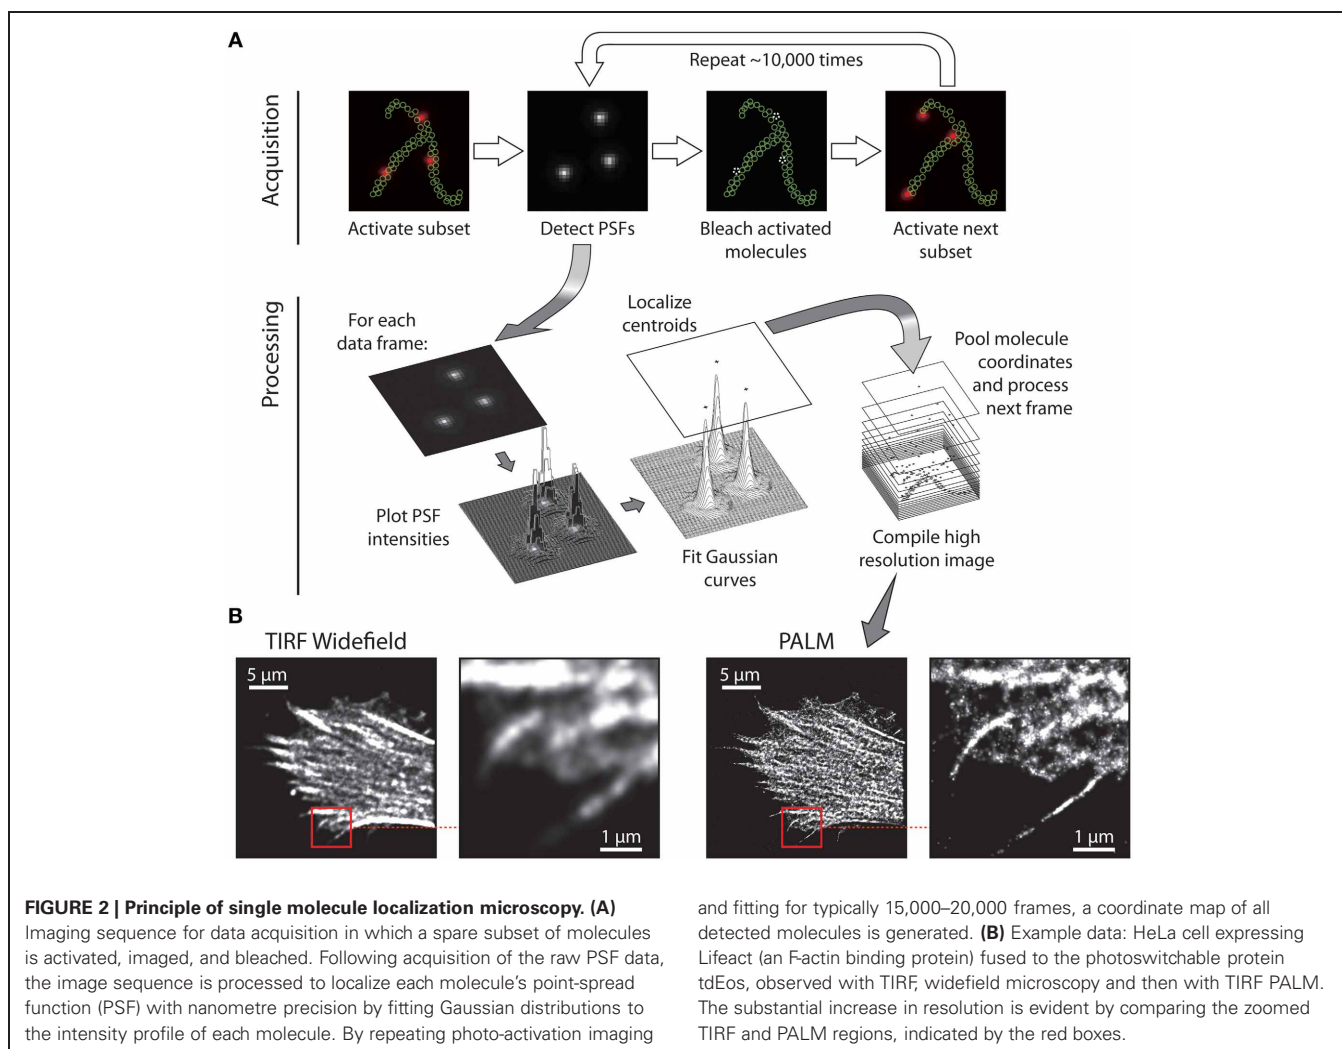 A
Repeat ~10,000 times
Acquisition
Activate subset
Detect PSFs
Bleach activated
molecules
Activate next
subset
Processing
For each
data frame:
Localize
centroids
Pool molecule
coordinates
and process
next frame
Plot PSF
intensities
Fit Gaussian
curves
Compile high
resolution image
B
TIRF Widefield
PALM
5 µm
1 µm
5 µm
1 µm
FIGURE 2 | Principle of single molecule localization microscopy. (A)
Imaging sequence for data acquisition in which a spare subset of molecules
is activated, imaged, and bleached. Following acquisition of the raw PSF data,
the image sequence is processed to localize each molecule's point-spread
function (PSF) with nanometre precision by fitting Gaussian distributions to
the intensity profile of each molecule. By repeating photo-activation imaging
and fitting for typically 15,000–20,000 frames, a coordinate map of all
detected molecules is generated. (B) Example data: HeLa cell expressing
Lifeact (an F-actin binding protein) fused to the photoswitchable protein
tdEos, observed with TIRF, widefield microscopy and then with TIRF PALM.
The substantial increase in resolution is evident by comparing the zoomed
TIRF and PALM regions, indicated by the red boxes.